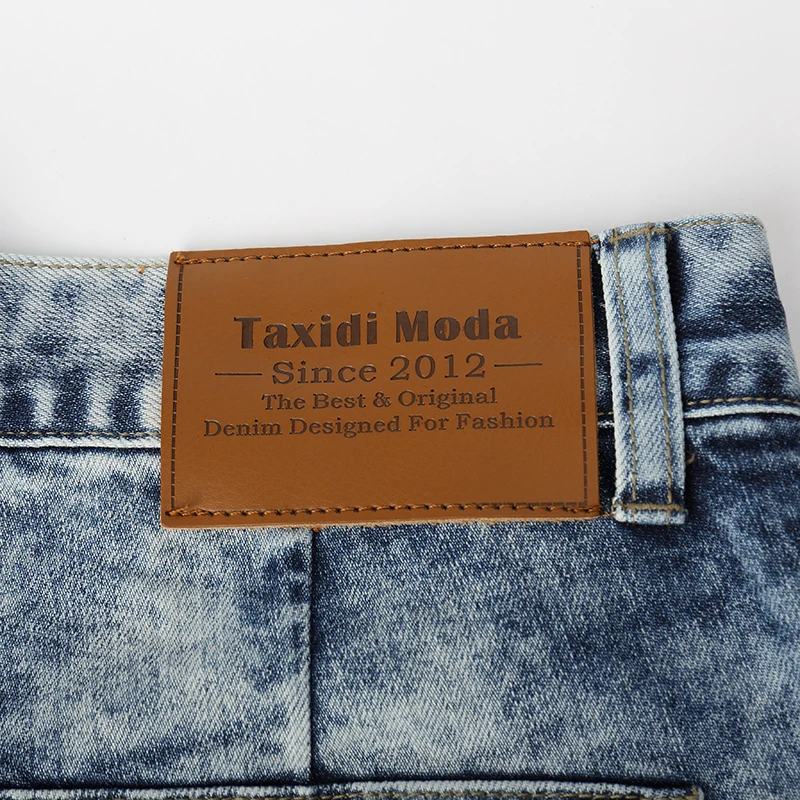 Taxidi Moda
Since 2012
The Best & Original
Denim Designed For Fashion